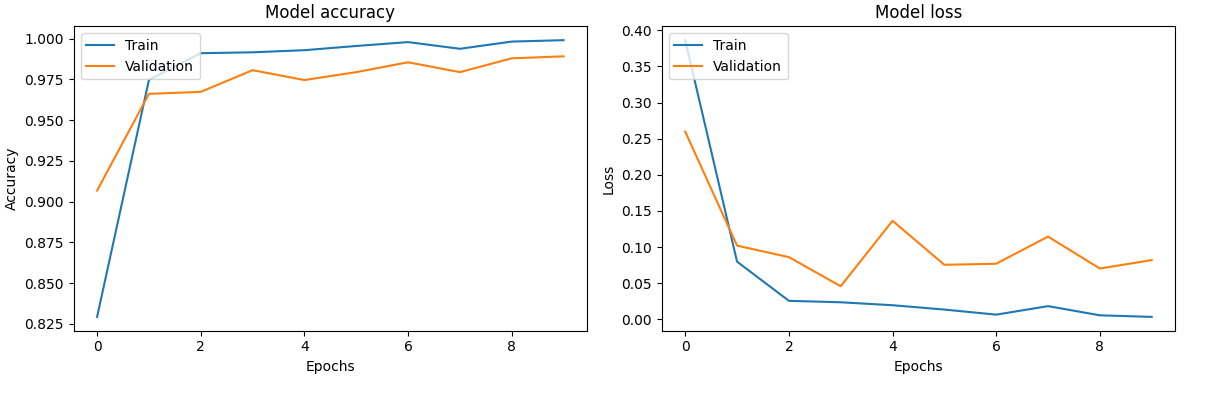 Model accuracy
Accuracy
1.000
0.975
0.950
0.925
0.900
0.875
0.850
0.825
Train
Validation
0 2 4 6 8
Epochs
Model loss
Loss
0.40
0.35
0.30
0.25
0.20
0.15
0.10
0.05
0.00
Train
Validation
0 2 4 6 8
Epochs